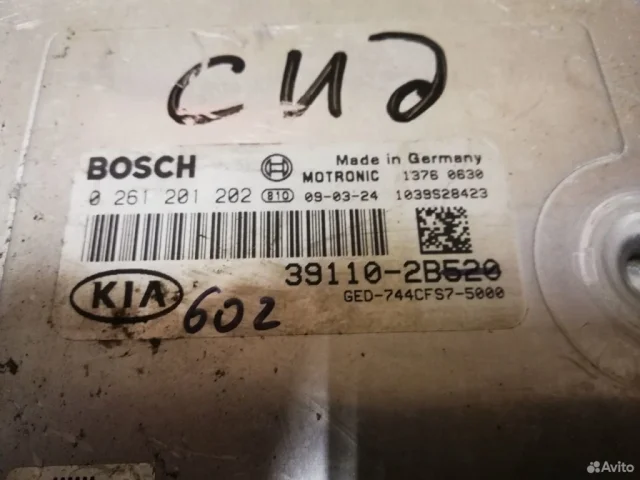 сид
BOSCH Made in Germany
MOTRONIC 1376 0630
0 261 201 202 810 09-03-24 1039S28423
39110-2B520
KIA 602 GED-744CFS7-5000
Avito